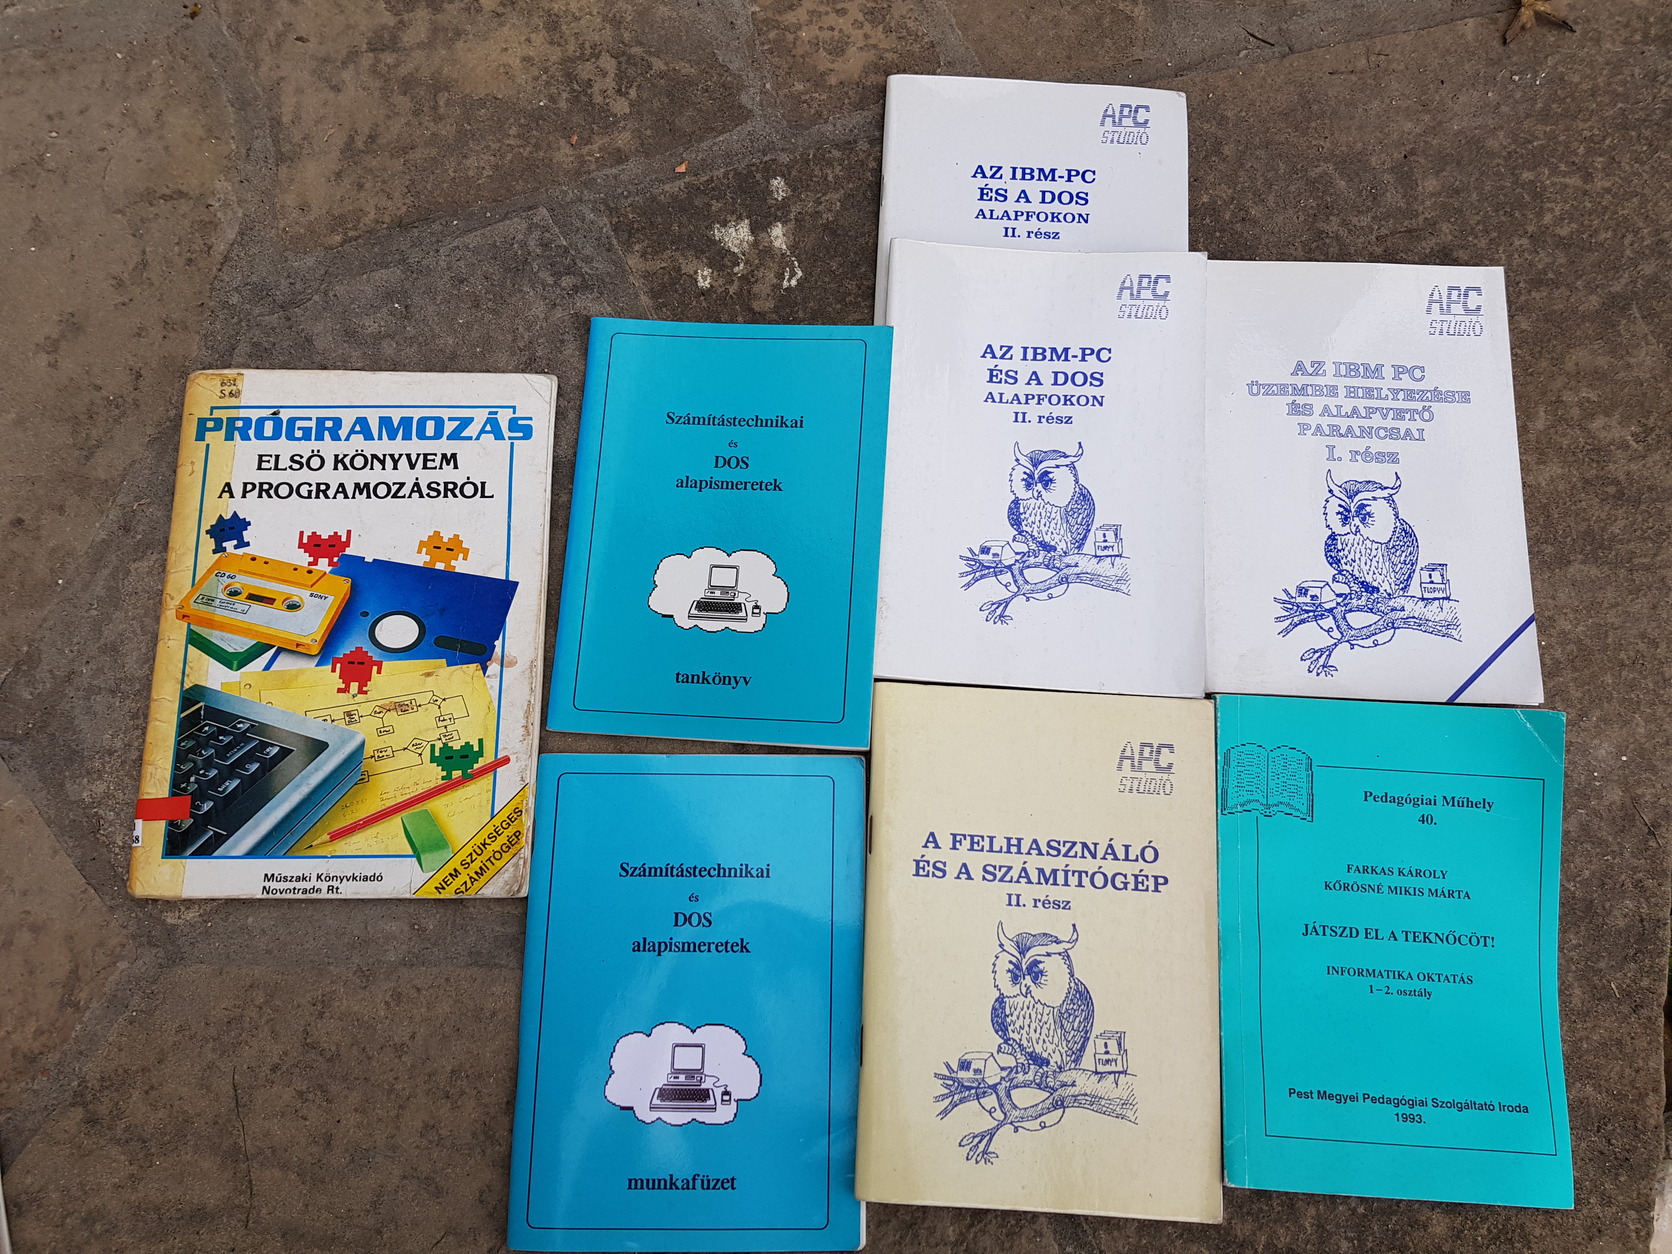 681
S 68
PROGRAMOZÁS
ELSŐ KÖNYVEM
A PROGRAMOZÁSRÓL
CD 60
SONY
NEM SZÜKSÉGES
SZÁMÍTÓGÉP
Műszaki Könyvkiadó
Novotrade Rt.
Számítástechnikai
és
DOS
alapismeretek
tankönyv
Számítástechnikai
és
DOS
alapismeretek
munkafüzet
APC
STÚDIÓ
AZ IBM-PC
ÉS A DOS
ALAPFOKON
II. rész
APC
STÚDIÓ
AZ IBM-PC
ÉS A DOS
ALAPFOKON
II. rész
FLOPPY
APC
STÚDIÓ
AZ IBM PC
ÜZEMBE HELYEZÉSE
ÉS ALAPVETŐ
PARANCSAI
I. rész
APC
STÚDIÓ
A FELHASZNÁLÓ
ÉS A SZÁMÍTÓGÉP
II. rész
Pedagógiai Műhely
40.
FARKAS KÁROLY
KŐRÖSNÉ MIKIS MÁRTA
JÁTSZD EL A TEKNŐCÖT!
INFORMATIKA OKTATÁS
1–2. osztály
Pest Megyei Pedagógiai Szolgáltató Iroda
1993.